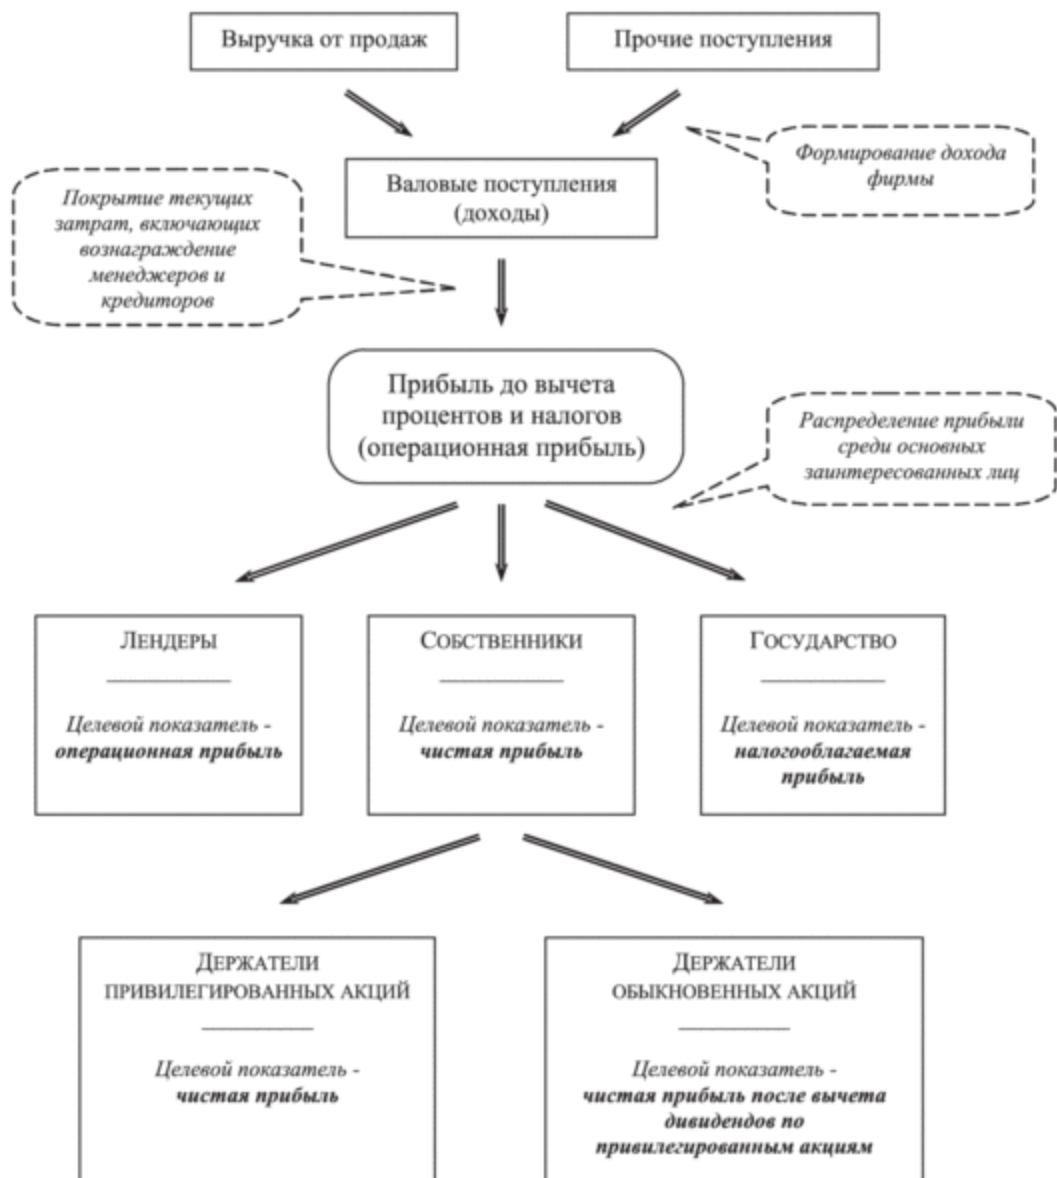 Выручка от продаж
Прочие поступления
Формирование дохода
фирмы
Валовые поступления
(доходы)
Покрытие текущих
затрат, включающих
вознаграждение
менеджеров и
кредиторов
Прибыль до вычета
процентов и налогов
(операционная прибыль)
Распределение прибыли
среди основных
заинтересованных лиц
ЛЕНДЕРЫ
Целевой показатель -
операционная прибыль
СОБСТВЕННИКИ
Целевой показатель -
чистая прибыль
ГОСУДАРСТВО
Целевой показатель -
налогооблагаемая
прибыль
ДЕРЖАТЕЛИ
ПРИВИЛЕГИРОВАННЫХ АКЦИЙ
Целевой показатель -
чистая прибыль
ДЕРЖАТЕЛИ
ОБЫКНОВЕННЫХ АКЦИЙ
Целевой показатель -
чистая прибыль после вычета
дивидендов по
привилегированным акциям